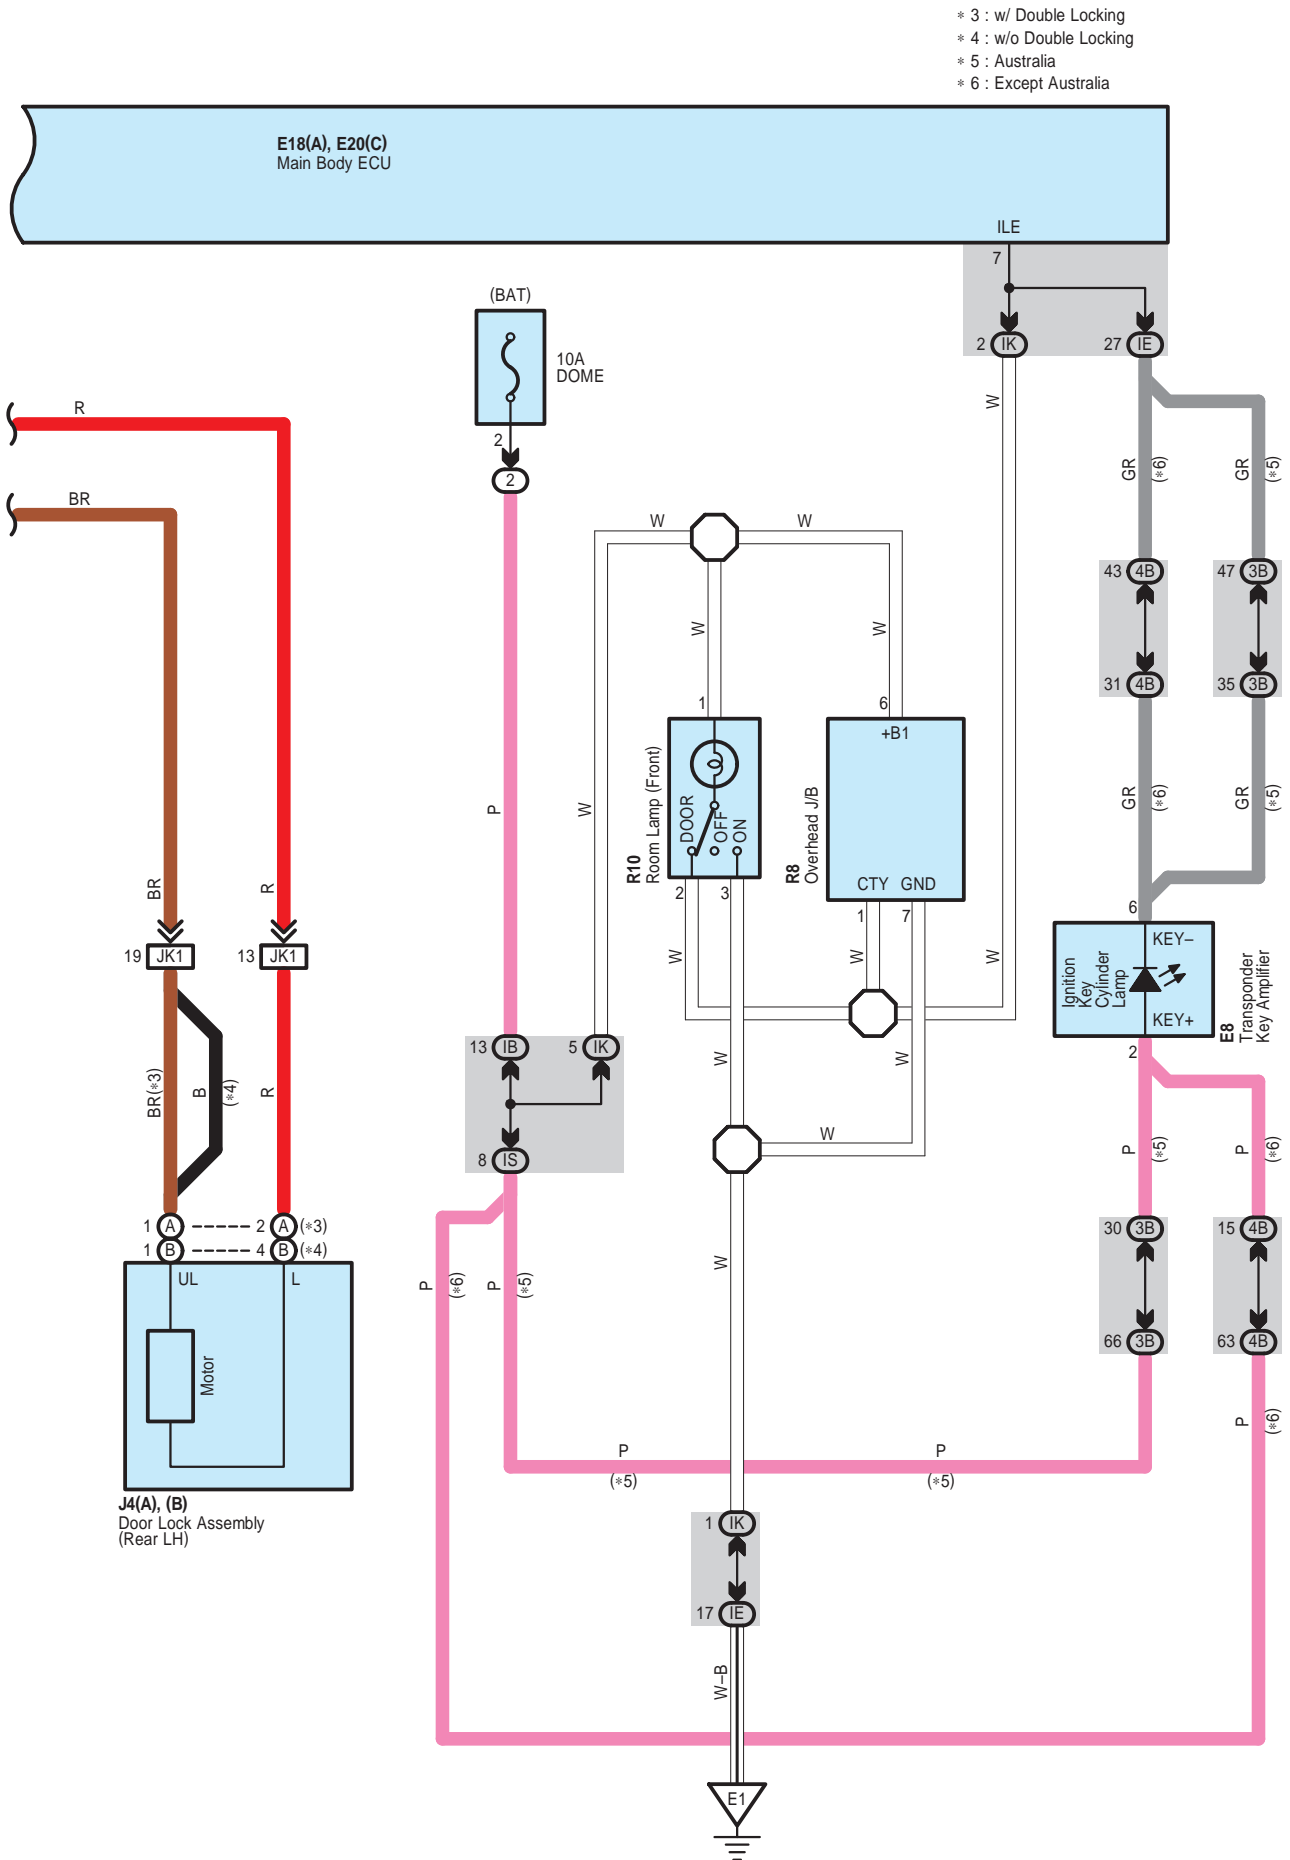 * 3 : w/ Double Locking
* 4 : w/o Double Locking
* 5 : Australia
* 6 : Except Australia
E18(A), E20(C)
Main Body ECU
ILE
7
2 IK
27 IE
(BAT)
10A
DOME
2
2
R
BR
W
W
W
GR
(*6)
GR
(*5)
43 4B
47 3B
31 4B
35 3B
W
W
1
6
+B1
DOOR
OFF
ON
R10
Room Lamp (Front)
R8
Overhead J/B
CTY
GND
2
3
1
7
P
W
GR
(*6)
GR
(*5)
BR
R
19 JK1
13 JK1
W
W
W
6
KEY–
KEY+
Ignition
Key
Cylinder
Lamp
E8
Transponder
Key Amplifier
2
13 IB
5 IK
8 IS
W
W
W
BR(*3)
B
(*4)
R
P
(*5)
P
(*6)
1 A
2 A (*3)
1 B
4 B (*4)
UL
L
Motor
J4(A), (B)
Door Lock Assembly
(Rear LH)
P
(*6)
P
(*5)
W
30 3B
15 4B
66 3B
63 4B
P
(*6)
P
(*5)
P
(*5)
1 IK
17 IE
W–B
E1